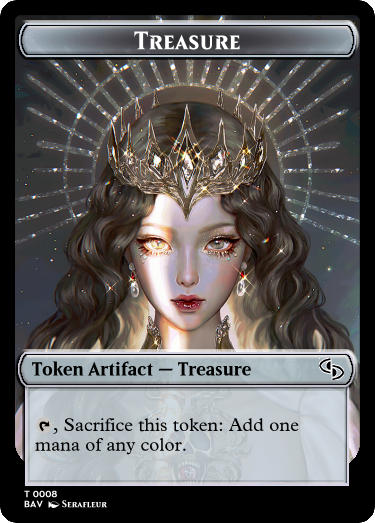 Treasure
Token Artifact — Treasure
, Sacrifice this token: Add one
mana of any color.
T 0008
BAV Serafleur